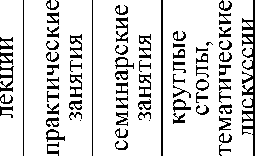 лекции
практические
занятия
семинарские
занятия
круглые
столы,
тематические
дискуссии